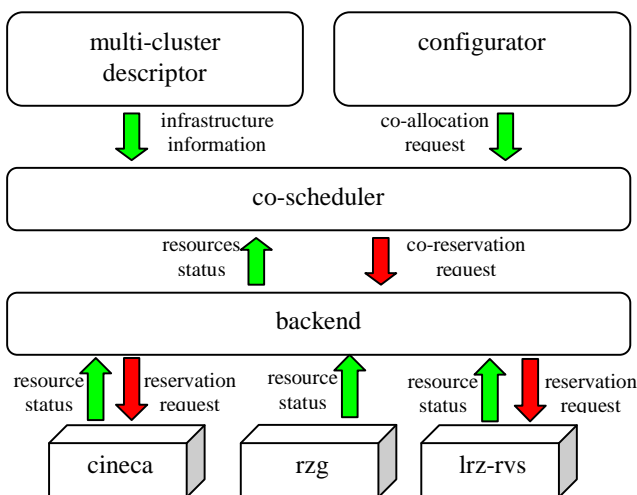 multi-cluster
descriptor
configurator
infrastructure
information
co-allocation
request
co-scheduler
resources
status
co-reservation
request
backend
resource
status
reservation
request
resource
status
resource
status
reservation
request
cineca
rzg
lrz-rvs